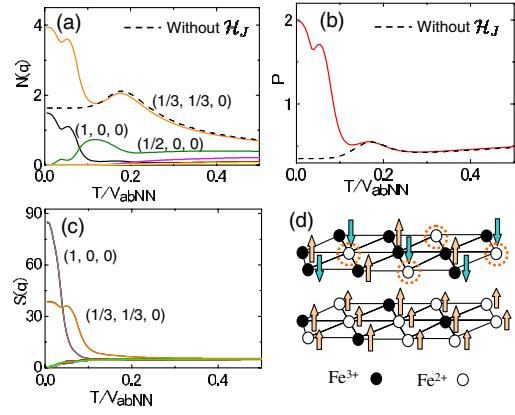 (a)
--- Without ℋJ
N(q)
4
2
0
(1/3, 1/3, 0)
(1, 0, 0)
(1/2, 0, 0)
0.0 0.2 0.4
T/VabNN
(b)
--- Without ℋJ
P
2
1
0.0 0.2 0.4
T/VabNN
(c)
S(q)
90
60
30
0
(1, 0, 0)
(1/3, 1/3, 0)
0.0 0.2 0.4
T/VabNN
(d)
Fe3+ Fe2+